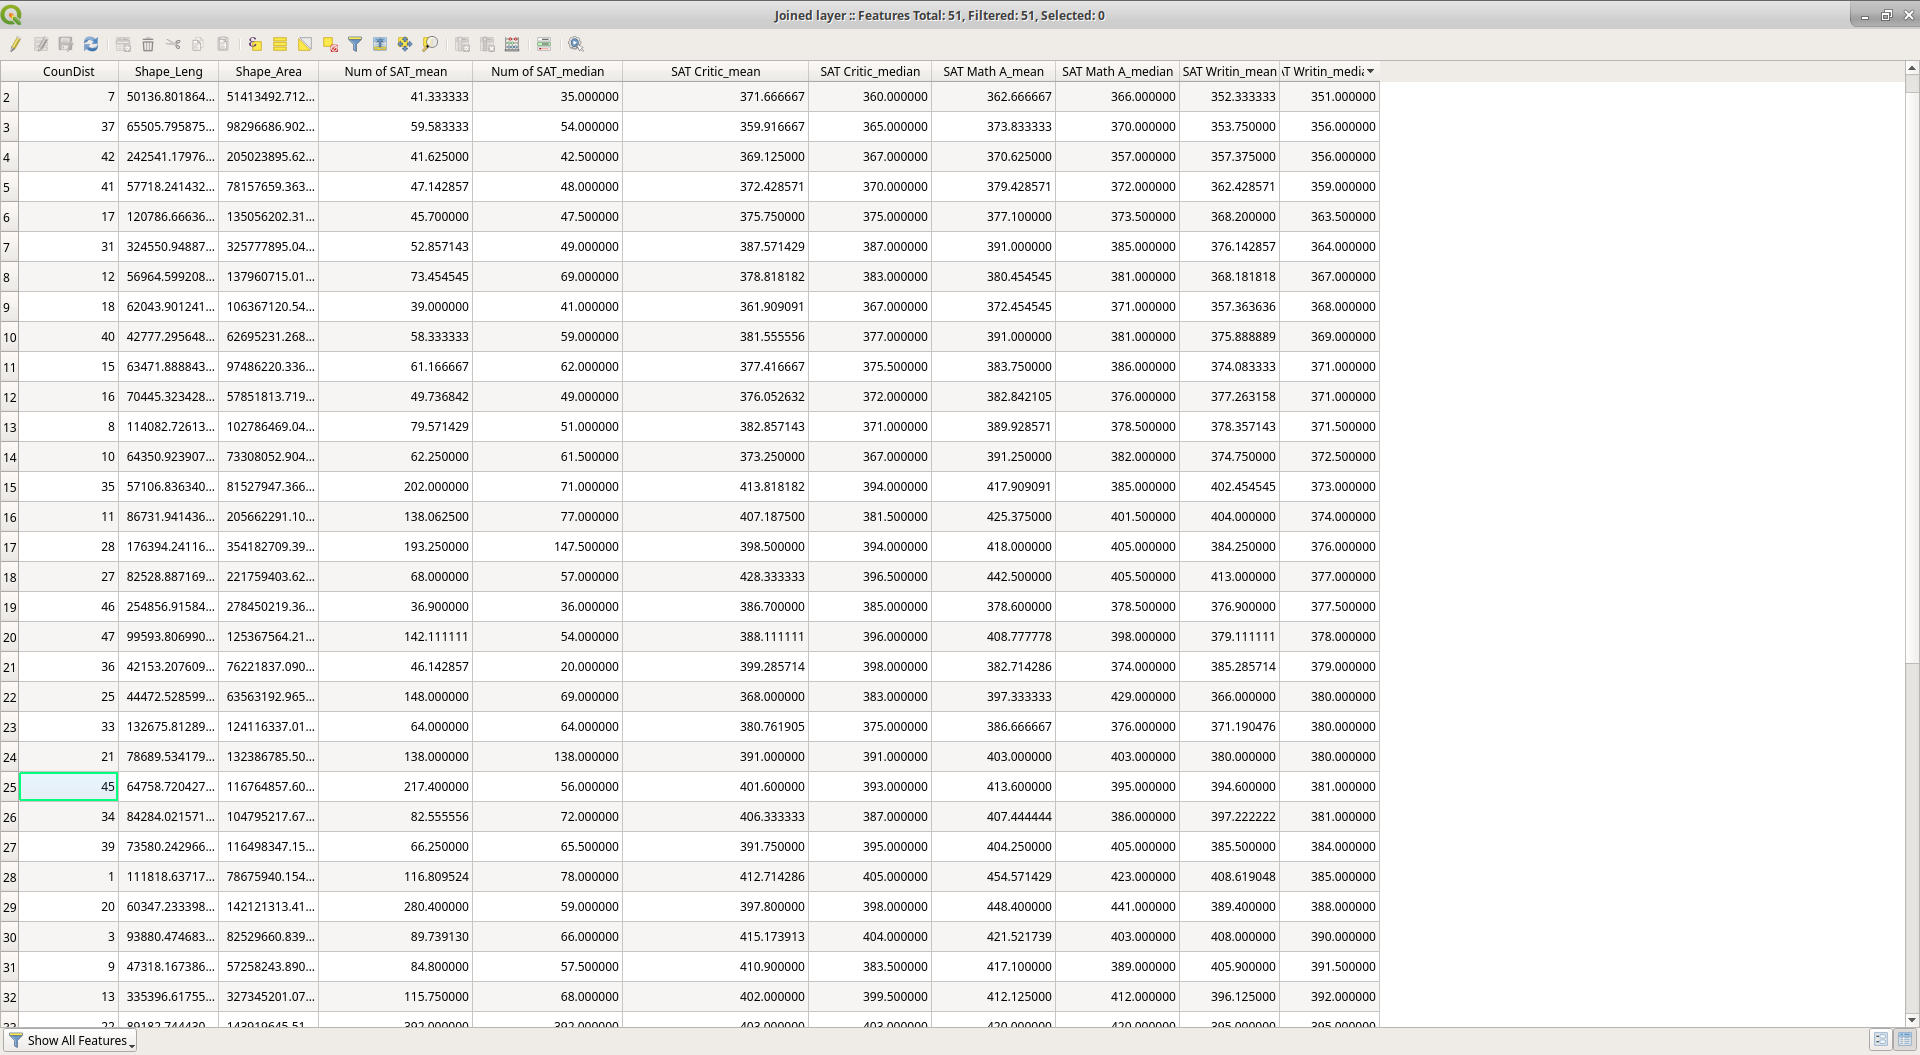 Joined layer :: Features Total: 51, Filtered: 51, Selected: 0
CounDist Shape_Leng Shape_Area Num of SAT_mean Num of SAT_median SAT Critic_mean SAT Critic_median SAT Math A_mean SAT Math A_median SAT Writin_mean \T Writin_media
2 7 50136.801864... 51413492.712... 41.333333 35.000000 371.666667 360.000000 362.666667 366.000000 352.333333 351.000000
3 37 65505.795875... 98296686.902... 59.583333 54.000000 359.916667 365.000000 373.833333 370.000000 353.750000 356.000000
4 42 242541.17976... 205023895.62... 41.625000 42.500000 369.125000 367.000000 370.625000 357.000000 357.375000 356.000000
5 41 57718.241432... 78157659.363... 47.142857 48.000000 372.428571 370.000000 379.428571 372.000000 362.428571 359.000000
6 17 120786.66636... 135056202.31... 45.700000 47.500000 375.750000 375.000000 377.100000 373.500000 368.200000 363.500000
7 31 324550.94887... 325777895.04... 52.857143 49.000000 387.571429 387.000000 391.000000 385.000000 376.142857 364.000000
8 12 56964.599208... 137960715.01... 73.454545 69.000000 378.818182 383.000000 380.454545 381.000000 368.181818 367.000000
9 18 62043.901241... 106367120.54... 39.000000 41.000000 361.909091 367.000000 372.454545 371.000000 357.363636 368.000000
10 40 42777.295648... 62695231.268... 58.333333 59.000000 381.555556 377.000000 391.000000 381.000000 375.888889 369.000000
11 15 63471.888843... 97486220.336... 61.166667 62.000000 377.416667 375.500000 383.750000 386.000000 374.083333 371.000000
12 16 70445.323428... 57851813.719... 49.736842 49.000000 376.052632 372.000000 382.842105 376.000000 377.263158 371.000000
13 8 114082.72613... 102786469.04... 79.571429 51.000000 382.857143 371.000000 389.928571 378.500000 378.357143 371.500000
14 10 64350.923907... 73308052.904... 62.250000 61.500000 373.250000 367.000000 391.250000 382.000000 374.750000 372.500000
15 35 57106.836340... 81527947.366... 202.000000 71.000000 413.818182 394.000000 417.909091 385.000000 402.454545 373.000000
16 11 86731.941436... 205662291.10... 138.062500 77.000000 407.187500 381.500000 425.375000 401.500000 404.000000 374.000000
17 28 176394.24116... 354182709.39... 193.250000 147.500000 398.500000 394.000000 418.000000 405.000000 384.250000 376.000000
18 27 82528.887169... 221759403.62... 68.000000 57.000000 428.333333 396.500000 442.500000 405.500000 413.000000 377.000000
19 46 254856.91584... 278450219.36... 36.900000 36.000000 386.700000 385.000000 378.600000 378.500000 376.900000 377.500000
20 47 99593.806990... 125367564.21... 142.111111 54.000000 388.111111 396.000000 408.777778 398.000000 379.111111 378.000000
21 36 42153.207609... 76221837.090... 46.142857 20.000000 399.285714 398.000000 382.714286 374.000000 385.285714 379.000000
22 25 44472.528599... 63563192.965... 148.000000 69.000000 368.000000 383.000000 397.333333 429.000000 366.000000 380.000000
23 33 132675.81289... 124116337.01... 64.000000 64.000000 380.761905 375.000000 386.666667 376.000000 371.190476 380.000000
24 21 78689.534179... 132386785.50... 138.000000 138.000000 391.000000 391.000000 403.000000 403.000000 380.000000 380.000000
25 45 64758.720427... 116764857.60... 217.400000 56.000000 401.600000 393.000000 413.600000 395.000000 394.600000 381.000000
26 34 84284.021571... 104795217.67... 82.555556 72.000000 406.333333 387.000000 407.444444 386.000000 397.222222 381.000000
27 39 73580.242966... 116498347.15... 66.250000 65.500000 391.750000 395.000000 404.250000 405.000000 385.500000 384.000000
28 1 111818.63717... 78675940.154... 116.809524 78.000000 412.714286 405.000000 454.571429 423.000000 408.619048 385.000000
29 20 60347.233398... 142121313.41... 280.400000 59.000000 397.800000 398.000000 448.400000 441.000000 389.400000 388.000000
30 3 93880.474683... 82529660.839... 89.739130 66.000000 415.173913 404.000000 421.521739 403.000000 408.000000 390.000000
31 9 47318.167386... 57258243.890... 84.800000 57.500000 410.900000 383.500000 417.100000 389.000000 405.900000 391.500000
32 13 335396.61755... 327345201.07... 115.750000 68.000000 402.000000 399.500000 412.125000 412.000000 396.125000 392.000000
33 22 89182.744430... 143919645.51... 392.000000 392.000000 403.000000 403.000000 420.000000 420.000000 395.000000 395.000000
Show All Features